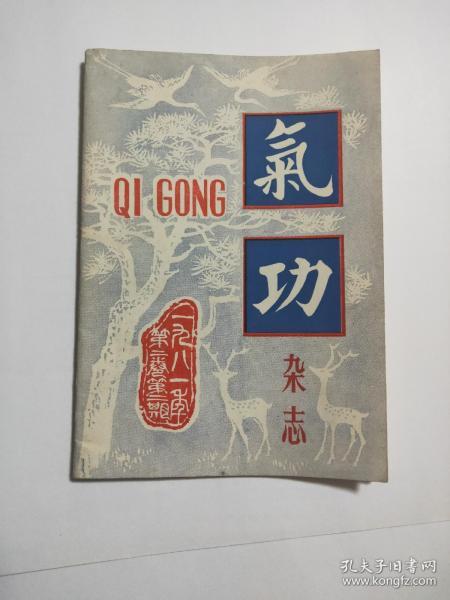 QI GONG
氣
功
杂志
一九八一年
第二卷第二期
孔夫子旧书网
www.kongfz.com